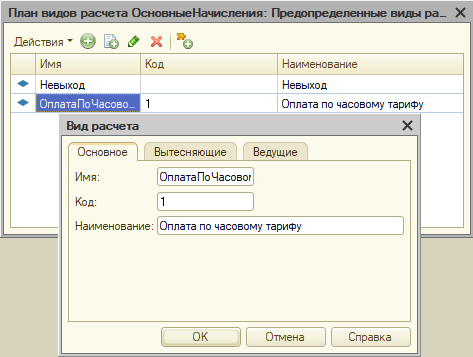 План видов расчета ОсновныеНачисления: Предопределенные виды ра...
Действия
Имя Код Наименование
Невыход Невыход
ОплатаПоЧасово... 1 Оплата по часовому тарифу
Вид расчета
Основное Вытесняющие Ведущие
Имя: ОплатаПоЧасовом
Код: 1
Наименование: Оплата по часовому тарифу
OK Отмена Справка